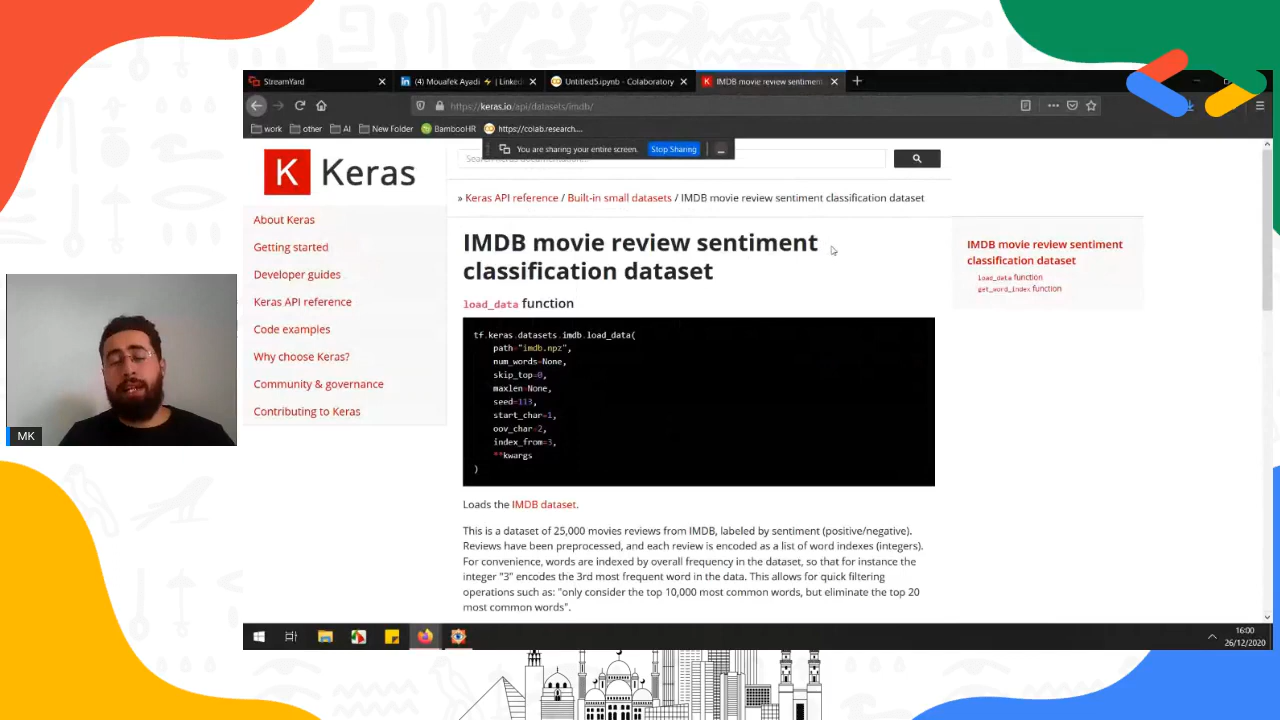 StreamYard
(4) Mouafek Ayadi ⚡ | Linked
Untitled5.ipynb - Colaboratory
IMDB movie review sentiment
https://keras.io/api/datasets/imdb/
work
other
AI
New Folder
BambooHR
https://colab.research....
You are sharing your entire screen.
Stop Sharing
K Keras
Search Keras documentation...
» Keras API reference / Built-in small datasets / IMDB movie review sentiment classification dataset
About Keras
Getting started
Developer guides
Keras API reference
Code examples
Why choose Keras?
Community & governance
Contributing to Keras
IMDB movie review sentiment
classification dataset
load_data function
tf.keras.datasets.imdb.load_data(
path="imdb.npz",
num_words=None,
skip_top=0,
maxlen=None,
seed=113,
start_char=1,
oov_char=2,
index_from=3,
**kwargs
)
Loads the IMDB dataset.
This is a dataset of 25,000 movies reviews from IMDB, labeled by sentiment (positive/negative).
Reviews have been preprocessed, and each review is encoded as a list of word indexes (integers).
For convenience, words are indexed by overall frequency in the dataset, so that for instance the
integer "3" encodes the 3rd most frequent word in the data. This allows for quick filtering
operations such as: "only consider the top 10,000 most common words, but eliminate the top 20
most common words".
IMDB movie review sentiment
classification dataset
load_data function
get_word_index function
MK
16:00
26/12/2020